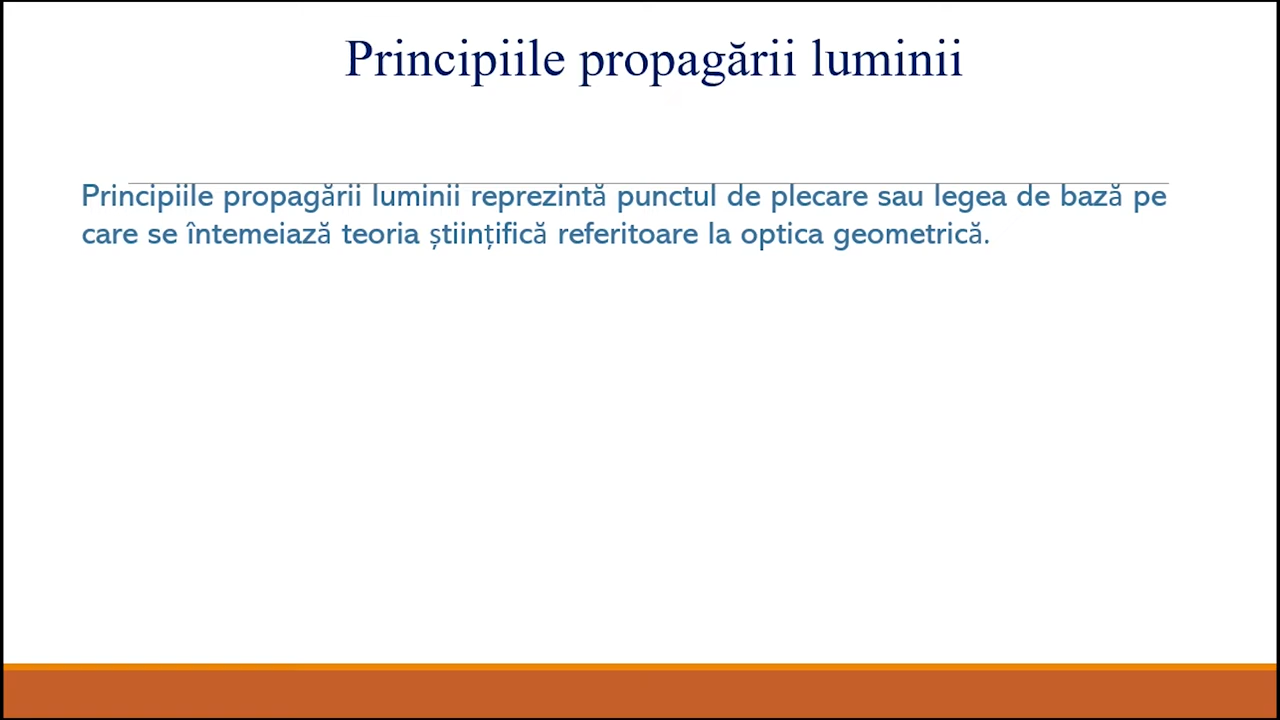 Principiile propagării luminii
Principiile propagării luminii reprezintă punctul de plecare sau legea de bază pe
care se întemeiază teoria științifică referitoare la optica geometrică.